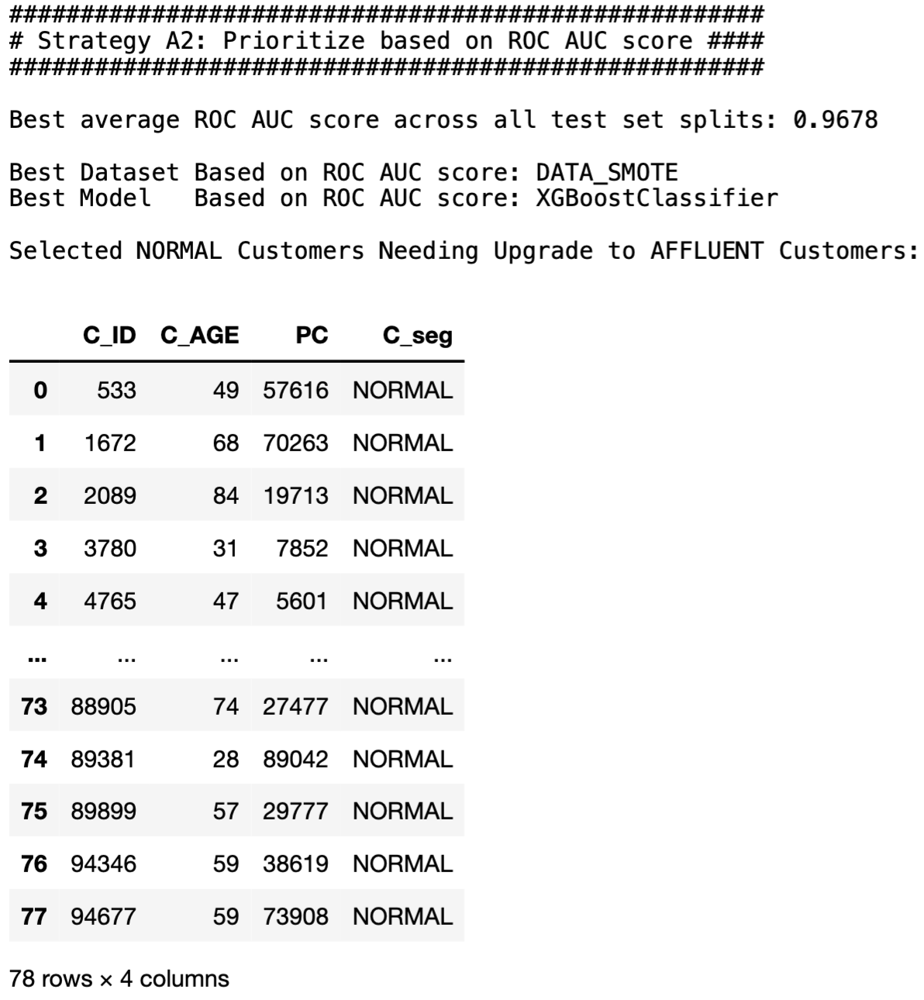 #####################################################
# Strategy A2: Prioritize based on ROC AUC score ####
#####################################################
Best average ROC AUC score across all test set splits: 0.9678
Best Dataset Based on ROC AUC score: DATA_SMOTE
Best Model   Based on ROC AUC score: XGBoostClassifier
Selected NORMAL Customers Needing Upgrade to AFFLUENT Customers:
C_ID C_AGE PC C_seg
0 533 49 57616 NORMAL
1 1672 68 70263 NORMAL
2 2089 84 19713 NORMAL
3 3780 31 7852 NORMAL
4 4765 47 5601 NORMAL
... ... ... ... ...
73 88905 74 27477 NORMAL
74 89381 28 89042 NORMAL
75 89899 57 29777 NORMAL
76 94346 59 38619 NORMAL
77 94677 59 73908 NORMAL
78 rows × 4 columns